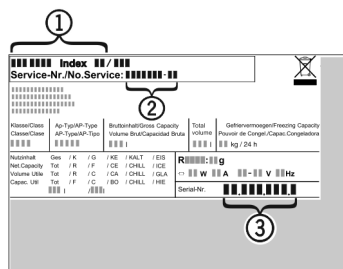 1
Index /
Service-Nr./No.Service: -
2
Klasse/Class Ap-Typ/AP-Type Bruttoinhalt/Gross Capacity Total Gefriervermoegen/Freezing Capacity
Classe/Clase AP-Type/AP-Tipo Volume Brut/Capacidad Bruta volume Pouvoir de Congel./Capac.Congeladora
l l kg / 24 h
Nutzinhalt Ges / K / G / KE / KALT / EIS R : g
Net.Capacity Tot / R / F / CE / CHILL / ICE
Volume Utile Tot / R / C / CA / CHILL / GLA W A - V Hz
Capac. Util Tot / F / C / BO / CHILL / HIE
l / l Serial-Nr. . . .
3